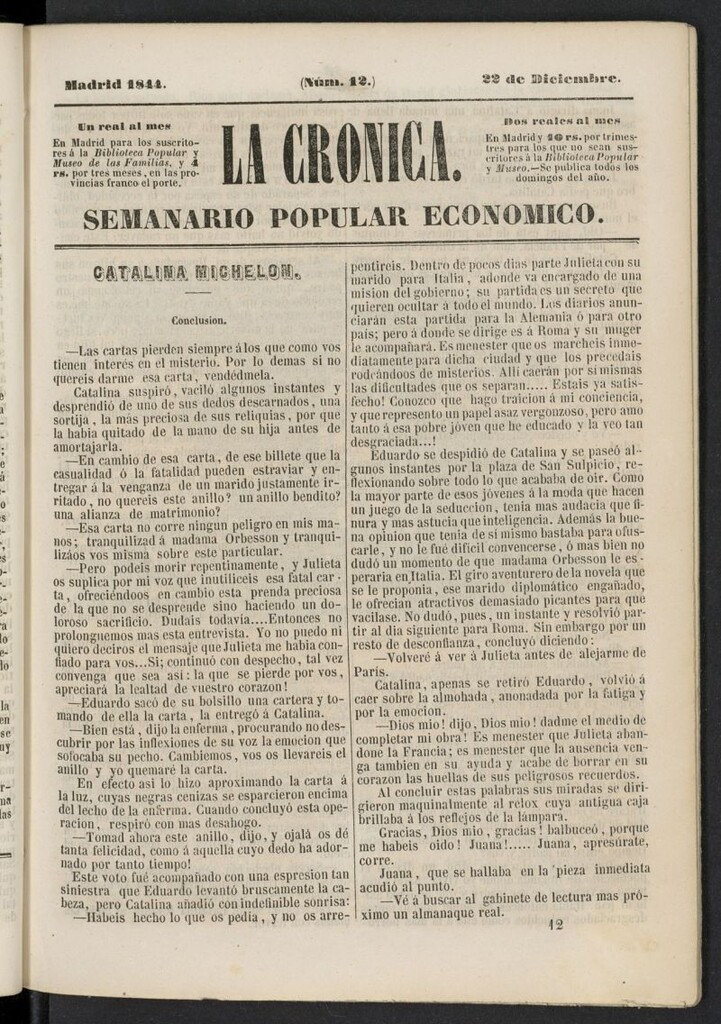 Madrid 1844.
(Núm. 12.)
22 de Diciembre.
Un real al mes
En Madrid para los suscrito-
res á la Biblioteca Popular y
Museo de las Familias, y 4
rs. por tres meses, en las pro-
vincias franco el porte.
LA CRONICA.
Dos reales al mes
En Madrid y 10 rs. por trimes-
tres para los que no sean sus-
critores á la Biblioteca Popular
y Museo.—Se publica todos los
domingos del año.
SEMANARIO POPULAR ECONOMICO.
CATALINA MICHELON.
Conclusion.
—Las cartas pierden siempre á los que como vos
tienen interés en el misterio. Por lo demas si no
quereis darme esa carta, vendédmela.
Catalina suspiró, vaciló algunos instantes y
desprendió de uno de sus dedos descarnados, una
sortija, la más preciosa de sus reliquias, por que
la habia quitado de la mano de su hija antes de
amortajarla.
—En cambio de esa carta, de ese billete que la
casualidad ó la fatalidad pueden estraviar y en-
tregar á la venganza de un marido justamente ir-
ritado, no quereis este anillo? un anillo bendito?
una alianza de matrimonio?
—Esa carta no corre ningun peligro en mis ma-
nos; tranquilizad á madama Orbesson y tranqui-
lizáos vos misma sobre este particular.
—Pero podeis morir repentinamente, y Julieta
os suplica por mi voz que inutiliceis esa fatal car-
ta, ofreciéndoos en cambio esta prenda preciosa
de la que no se desprende sino haciendo un do-
loroso sacrificio. Dudais todavia....Entonces no
prolonguemos mas esta entrevista. Yo no puedo ni
quiero deciros el mensaje que Julieta me habia con-
fiado para vos...Si; continuó con despecho, tal vez
convenga que sea asi: la que se pierde por vos,
apreciará la lealtad de vuestro corazon!
—Eduardo sacó de su bolsillo una cartera y to-
mando de ella la carta, la entregó á Catalina.
—Bien está, dijo la enferma, procurando no des-
cubrir por las inflexiones de su voz la emocion que
sofocaba su pecho. Cambiemos, vos os llevareis el
anillo y yo quemaré la carta.
En efecto asi lo hizo aproximando la carta á
la luz, cuyas negras cenizas se esparcieron encima
del lecho de la enferma. Cuando concluyó esta ope-
racion, respiró con mas desahogo.
—Tomad ahora este anillo, dijo, y ojalá os dé
tanta felicidad, como á aquella cuyo dedo ha ador-
nado por tanto tiempo!
Este voto fué acompañado con una espresion tan
siniestra que Eduardo levantó bruscamente la ca-
beza, pero Catalina añadió con indefinible sonrisa:
—Habeis hecho lo que os pedia, y no os arre-
pentireis. Dentro de pocos dias parte Julieta con su
marido para Italia, adonde va encargado de una
mision del gobierno; su partida es un secreto que
quieren ocultar á todo el mundo. Los diarios anun-
ciarán esta partida para la Alemania ó para otro
pais; pero á donde se dirige es á Roma y su muger
le acompañará. Es menester que os marcheis inme-
diatamente para dicha ciudad y que los precedais
rodeándoos de misterios. Alli caerán por si mismas
las dificultades que os separan..... Estais ya satis-
fecho! Conozco que hago traicion á mi conciencia,
y que represento un papel asaz vergonzoso, pero amo
tanto á esa pobre jóven que he educado y la veo tan
desgraciada...!
Eduardo se despidió de Catalina y se paseó al-
gunos instantes por la plaza de San Sulpicio, re-
flexionando sobre todo lo que acababa de oir. Como
la mayor parte de esos jóvenes á la moda que hacen
un juego de la seduccion, tenia mas audacia que fi-
nura y mas astucia que inteligencia. Además la bue-
na opinion que tenia de si mismo bastaba para ofus-
carle, y no le fué dificil convencerse, ó mas bien no
dudó un momento de que madama Orbesson le es-
peraria en Italia. El giro aventurero de la novela que
se le proponia, ese marido diplomático engañado,
le ofrecian atractivos demasiado picantes para que
vacilase. No dudó, pues, un instante y resolvió par-
tir al dia siguiente para Roma. Sin embargo por un
resto de desconfianza, concluyó diciendo:
—Volveré á ver á Julieta antes de alejarme de
Paris.
Catalina, apenas se retiró Eduardo, volvió á
caer sobre la almohada, anonadada por la fatiga y
por la emocion.
—Dios mio! dijo, Dios mio! dadme el medio de
completar mi obra! Es menester que Julieta aban-
done la Francia; es menester que la ausencia ven-
ga tambien en su ayuda y acabe de borrar en su
corazon las huellas de sus peligrosos recuerdos.
Al concluir estas palabras sus miradas se diri-
gieron maquinalmente al relox cuya antigua caja
brillaba á los reflejos de la lámpara.
Gracias, Dios mio, gracias! balbuceó, porque
me habeis oido! Juana!..... Juana, apresúrate,
corre.
Juana, que se hallaba en la pieza inmediata
acudió al punto.
—Vé á buscar al gabinete de lectura mas pró-
ximo un almanaque real.
12